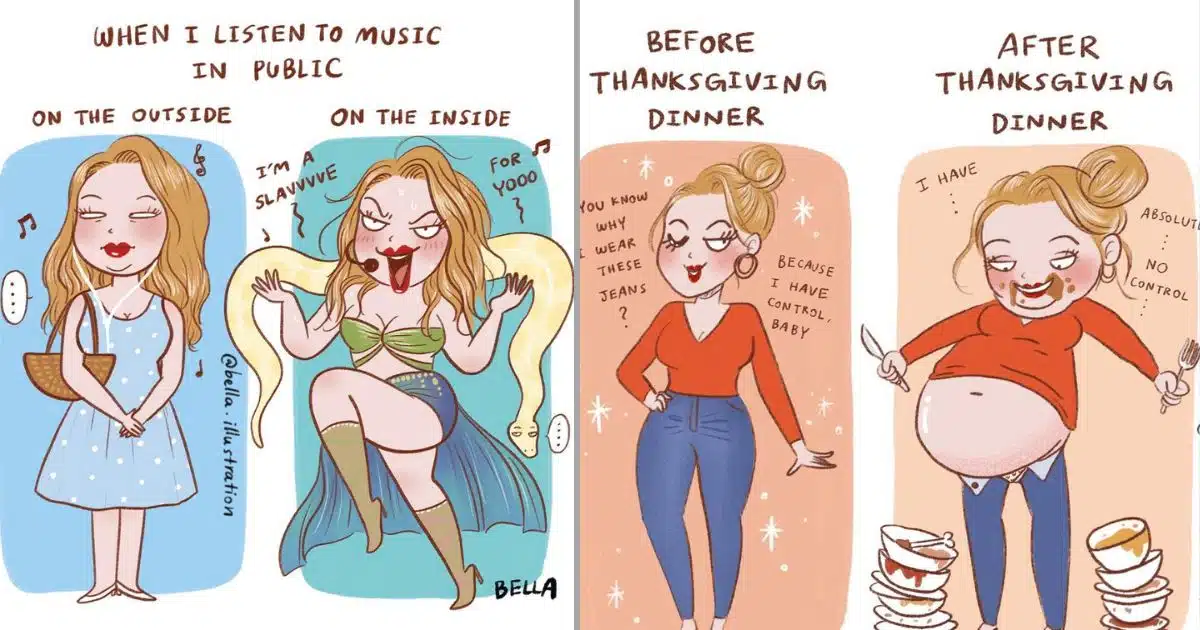 WHEN I LISTEN TO MUSIC
IN PUBLIC
ON THE OUTSIDE
....
@bella.illustration
ON THE INSIDE
I'M A
SLAVVVVE
FOR
YOOO
....
BELLA
BEFORE
THANKSGIVING
DINNER
YOU KNOW
WHY
I WEAR
THESE
JEANS
?
BECAUSE
I HAVE
CONTROL,
BABY
AFTER
THANKSGIVING
DINNER
I HAVE
...
ABSOLUT
...
NO
CONTROL
...